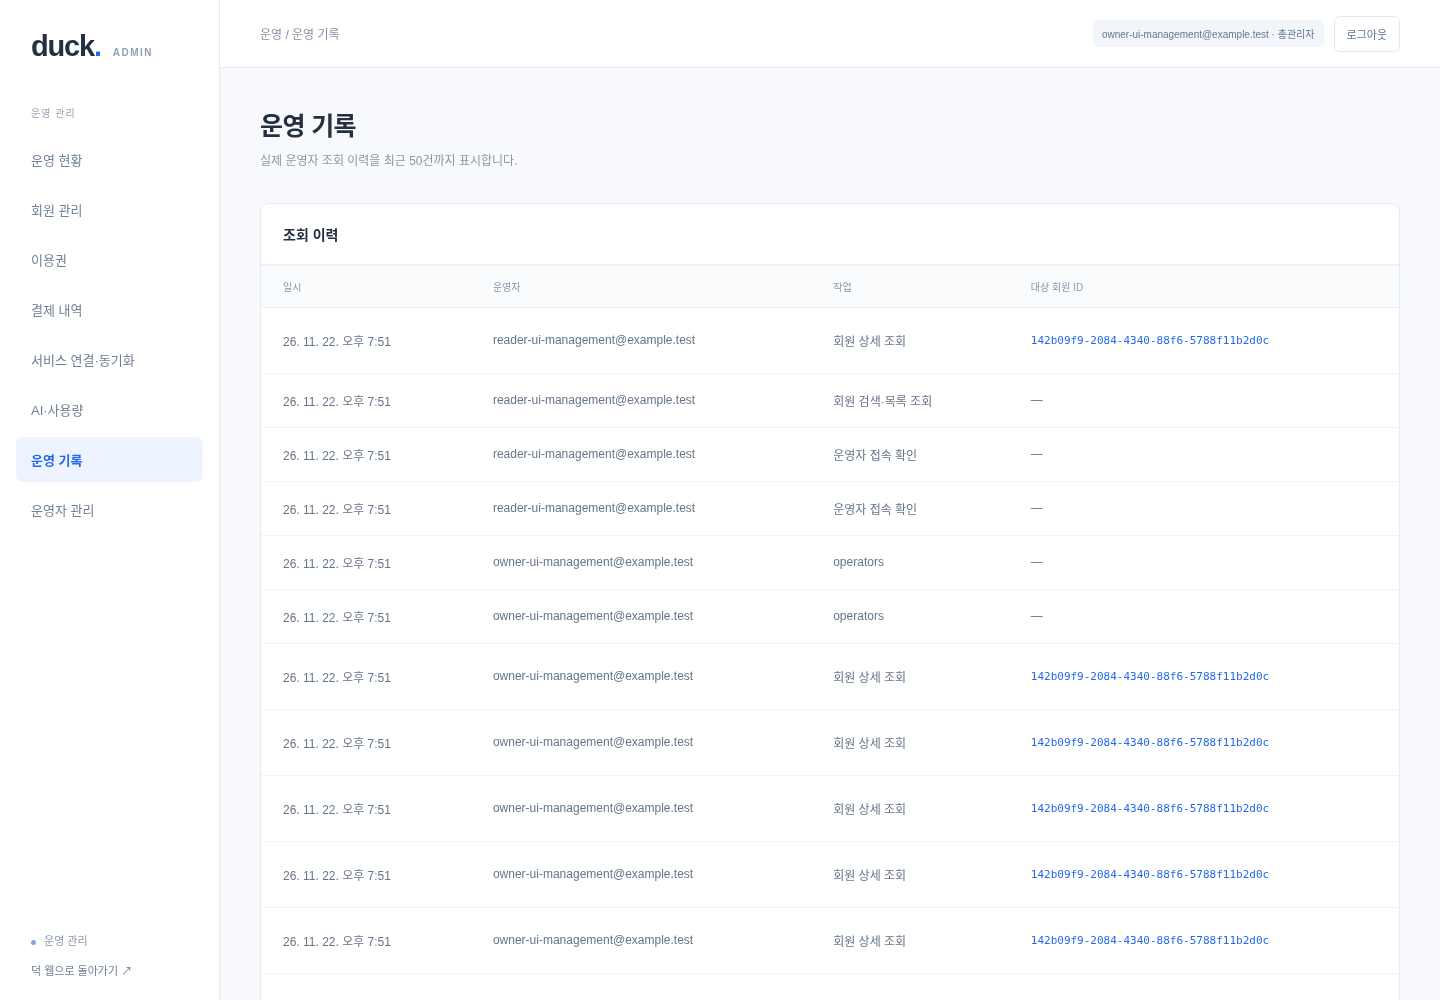 duck. ADMIN
운영 / 운영 기록
owner-ui-management@example.test · 총관리자
로그아웃
운영 관리
운영 현황
회원 관리
이용권
결제 내역
서비스 연결·동기화
AI·사용량
운영 기록
운영자 관리
운영 관리
덕 웹으로 돌아가기 ↗
운영 기록
실제 운영자 조회 이력을 최근 50건까지 표시합니다.
조회 이력
일시 운영자 작업 대상 회원 ID
26. 11. 22. 오후 7:51 reader-ui-management@example.test 회원 상세 조회 142b09f9-2084-4340-88f6-5788f11b2d0c
26. 11. 22. 오후 7:51 reader-ui-management@example.test 회원 검색·목록 조회 —
26. 11. 22. 오후 7:51 reader-ui-management@example.test 운영자 접속 확인 —
26. 11. 22. 오후 7:51 reader-ui-management@example.test 운영자 접속 확인 —
26. 11. 22. 오후 7:51 owner-ui-management@example.test operators —
26. 11. 22. 오후 7:51 owner-ui-management@example.test operators —
26. 11. 22. 오후 7:51 owner-ui-management@example.test 회원 상세 조회 142b09f9-2084-4340-88f6-5788f11b2d0c
26. 11. 22. 오후 7:51 owner-ui-management@example.test 회원 상세 조회 142b09f9-2084-4340-88f6-5788f11b2d0c
26. 11. 22. 오후 7:51 owner-ui-management@example.test 회원 상세 조회 142b09f9-2084-4340-88f6-5788f11b2d0c
26. 11. 22. 오후 7:51 owner-ui-management@example.test 회원 상세 조회 142b09f9-2084-4340-88f6-5788f11b2d0c
26. 11. 22. 오후 7:51 owner-ui-management@example.test 회원 상세 조회 142b09f9-2084-4340-88f6-5788f11b2d0c